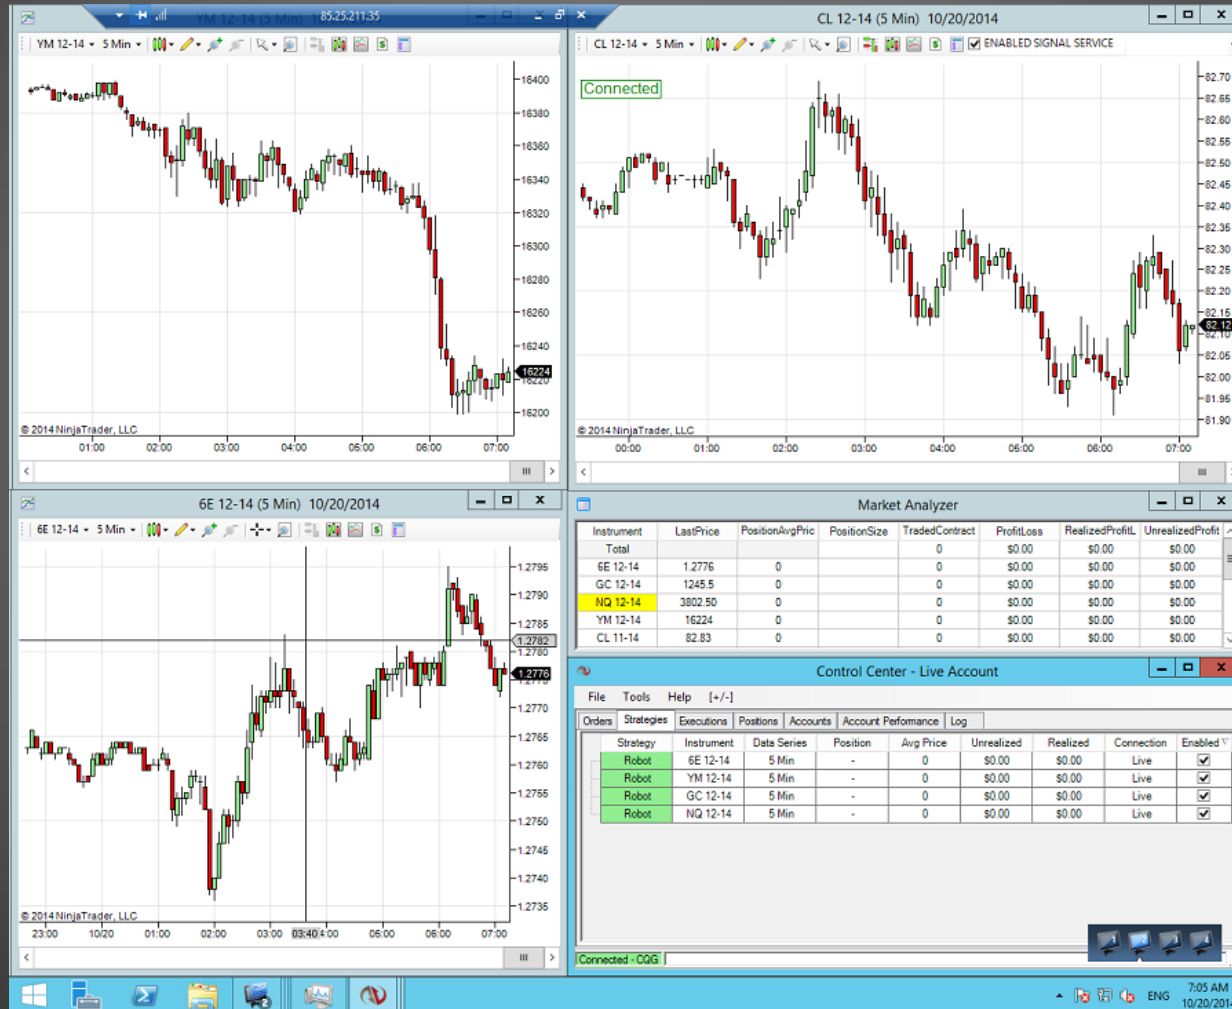 YM 12-14 (5 Min) 10/20/2014
85.25.211.35
YM 12-14 5 Min
16400
16380
16360
16340
16320
16300
16280
16260
16240
16224
16220
16200
© 2014 NinjaTrader, LLC
01:00 02:00 03:00 04:00 05:00 06:00 07:00
CL 12-14 (5 Min) 10/20/2014
CL 12-14 5 Min ENABLED SIGNAL SERVICE
Connected
82.70
82.65
82.60
82.55
82.50
82.45
82.40
82.35
82.30
82.25
82.20
82.15
82.12
82.10
82.05
82.00
81.95
81.90
© 2014 NinjaTrader, LLC
00:00 01:00 02:00 03:00 04:00 05:00 06:00 07:00
6E 12-14 (5 Min) 10/20/2014
6E 12-14 5 Min
1.2795
1.2790
1.2785
1.2782
1.2780
1.2776
1.2775
1.2770
1.2765
1.2760
1.2755
1.2750
1.2745
1.2740
1.2735
© 2014 NinjaTrader, LLC
23:00 10/20 01:00 02:00 03:00 03:40 4:00 05:00 06:00 07:00
Market Analyzer
Instrument LastPrice PositionAvgPric PositionSize TradedContract ProfitLoss RealizedProfitL UnrealizedProfit
Total 0 $0.00 $0.00 $0.00
6E 12-14 1.2776 0 0 $0.00 $0.00 $0.00
GC 12-14 1245.5 0 0 $0.00 $0.00 $0.00
NQ 12-14 3802.50 0 0 $0.00 $0.00 $0.00
YM 12-14 16224 0 0 $0.00 $0.00 $0.00
CL 11-14 82.83 0 0 $0.00 $0.00 $0.00
Control Center - Live Account
File Tools Help [+/-]
Orders Strategies Executions Positions Accounts Account Performance Log
Strategy Instrument Data Series Position Avg Price Unrealized Realized Connection Enabled
Robot 6E 12-14 5 Min - 0 $0.00 $0.00 Live
Robot YM 12-14 5 Min - 0 $0.00 $0.00 Live
Robot GC 12-14 5 Min - 0 $0.00 $0.00 Live
Robot NQ 12-14 5 Min - 0 $0.00 $0.00 Live
Connected - CQG
ENG
7:05 AM
10/20/2014